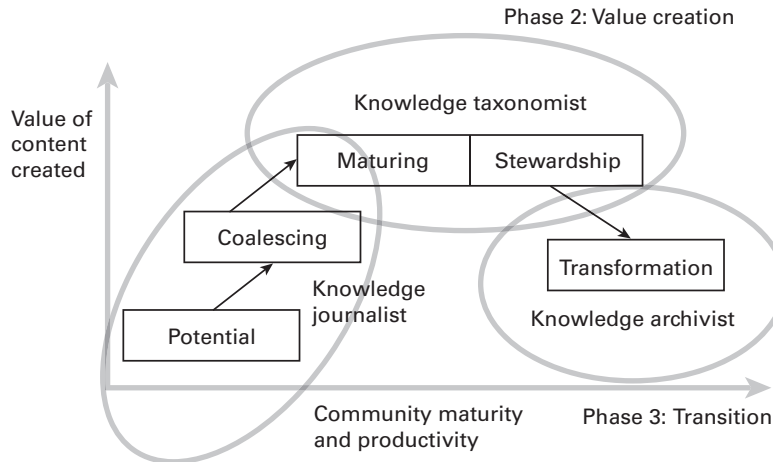 Phase 2: Value creation
Value of
content
created
Knowledge taxonomist
Maturing
Stewardship
Coalescing
Transformation
Knowledge
journalist
Potential
Knowledge archivist
Community maturity
and productivity
Phase 3: Transition